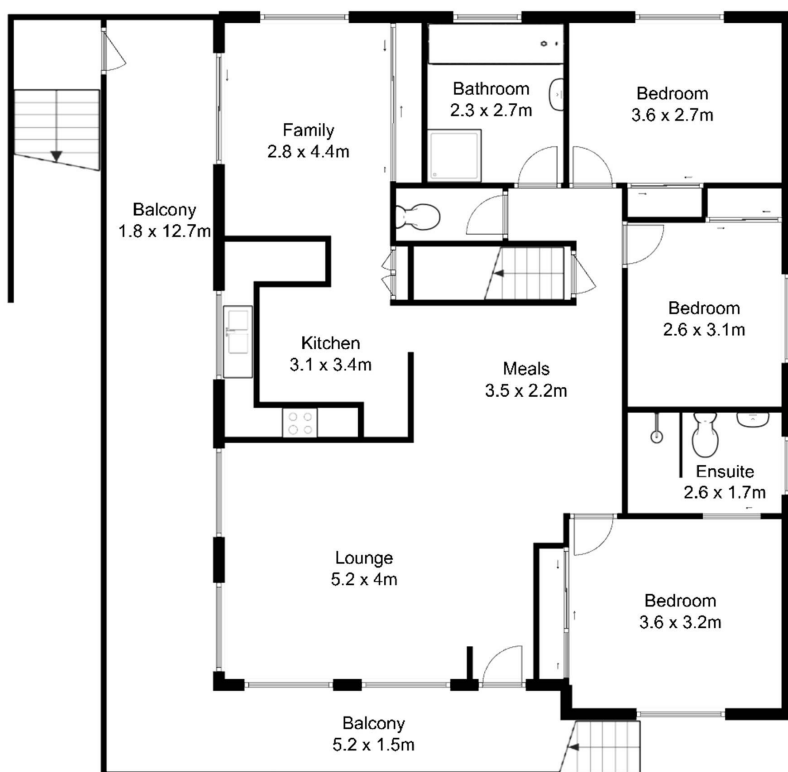 Bathroom
2.3 x 2.7m
Bedroom
3.6 x 2.7m
Family
2.8 x 4.4m
Balcony
1.8 x 12.7m
Bedroom
2.6 x 3.1m
Kitchen
3.1 x 3.4m
Meals
3.5 x 2.2m
Ensuite
2.6 x 1.7m
Lounge
5.2 x 4m
Bedroom
3.6 x 3.2m
Balcony
5.2 x 1.5m